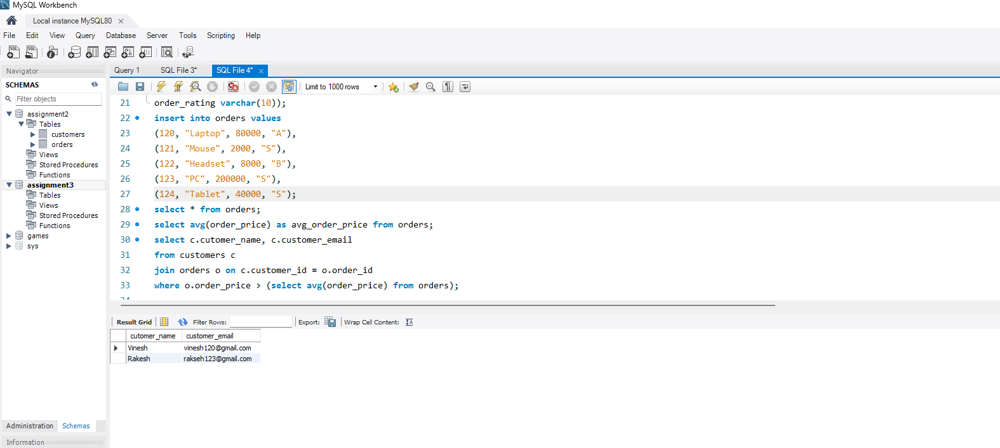 MySQL Workbench
Local instance MySQL80
File Edit View Query Database Server Tools Scripting Help
Navigator
SCHEMAS
Filter objects
assignment2
Tables
customers
orders
Views
Stored Procedures
Functions
assignment3
Tables
Views
Stored Procedures
Functions
games
sys
Administration Schemas
Information
Query 1 SQL File 3* SQL File 4*
Limit to 1000 rows
21 order_rating varchar(10));
22 insert into orders values
23 (120, "Laptop", 80000, "A"),
24 (121, "Mouse", 2000, "S"),
25 (122, "Headset", 8000, "B"),
26 (123, "PC", 200000, "S"),
27 (124, "Tablet", 40000, "S");
28 select * from orders;
29 select avg(order_price) as avg_order_price from orders;
30 select c.cutomer_name, c.customer_email
31 from customers c
32 join orders o on c.customer_id = o.order_id
33 where o.order_price > (select avg(order_price) from orders);
34
Result Grid Filter Rows: Export: Wrap Cell Content:
cutomer_name customer_email
Vinesh vinesh120@gmail.com
Rakesh rakseh123@gmail.com